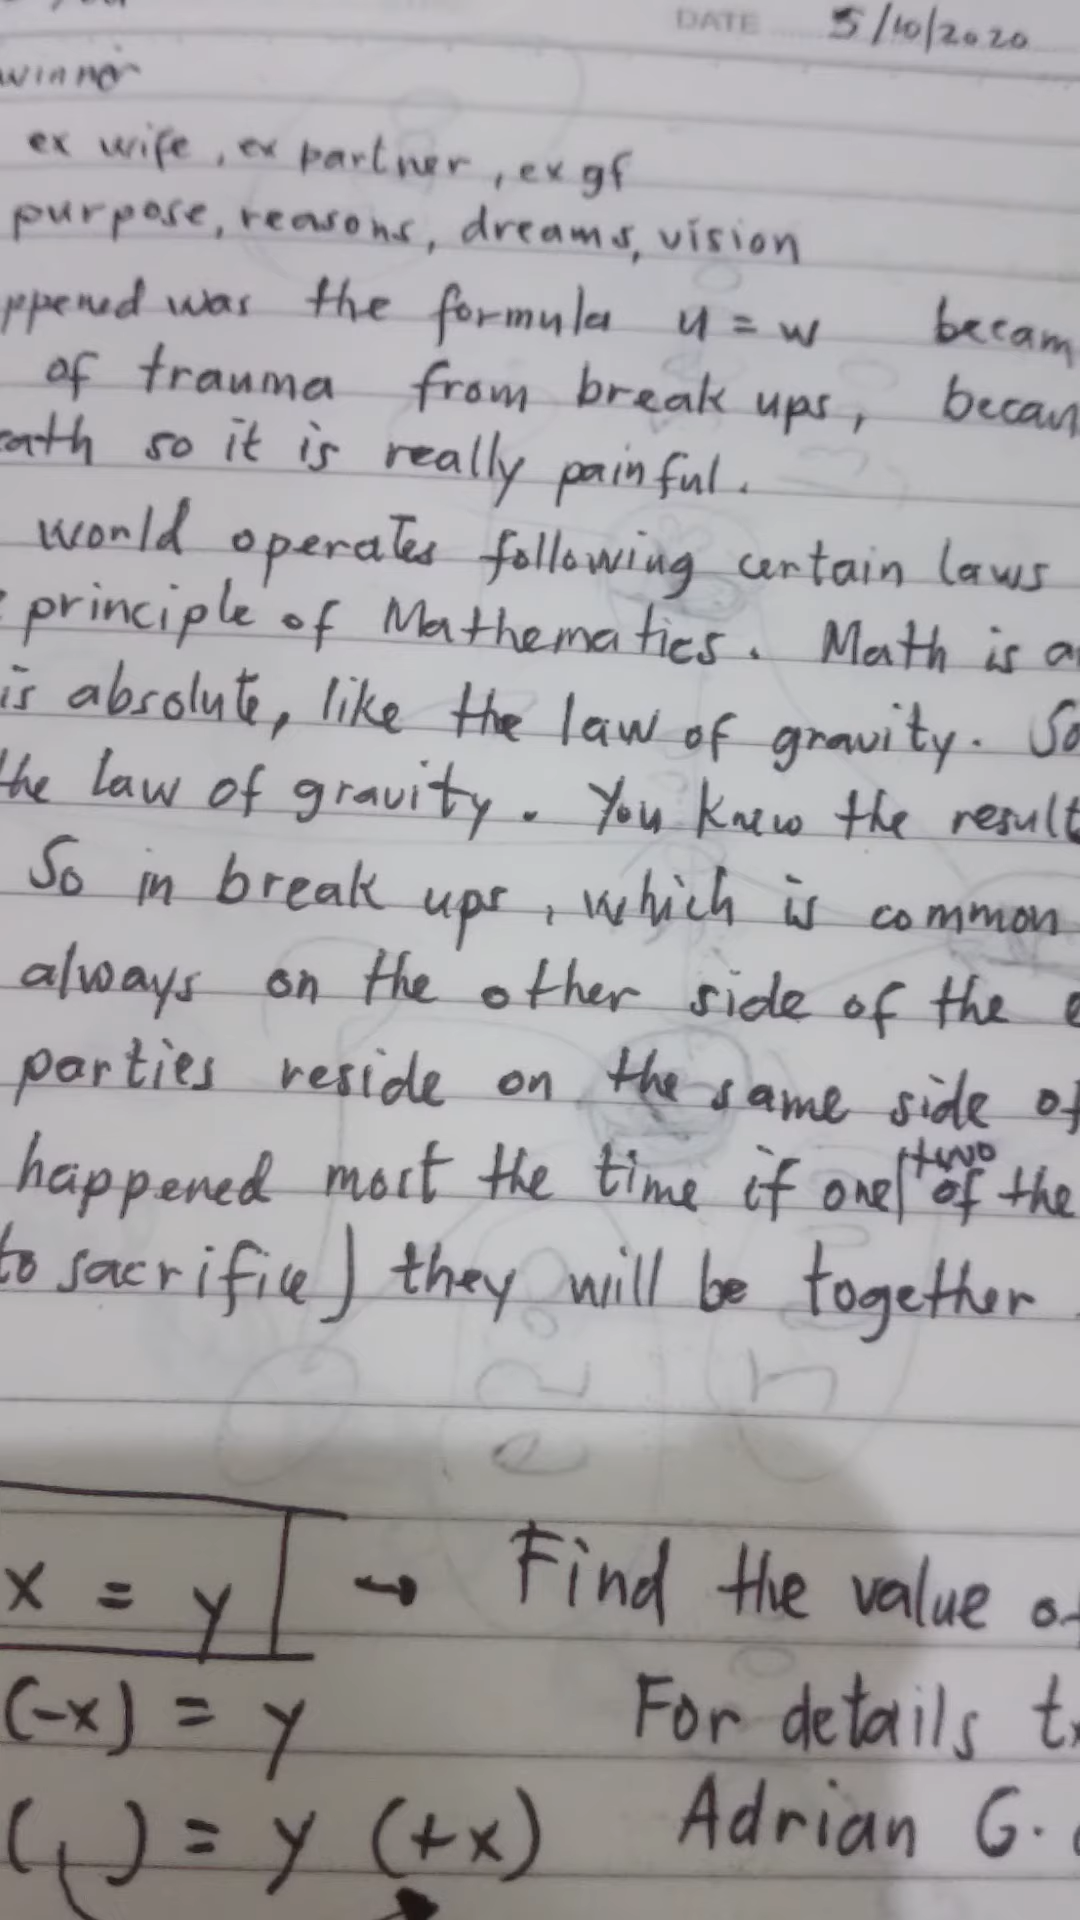 DATE 5/10/2020
winner
ex wife, ex partner, ex gf
purpose, reasons, dreams, vision
ppened was the formula u = w becam
of trauma from break ups, becau
eath so it is really painful.
world operates following certain laws
principle of Mathematics. Math is a
is absolute, like the law of gravity. So
the law of gravity. You knew the result
So in break ups, which is common
always on the other side of the e
parties reside on the same side of
happened most the time if one/two of the
to sacrifice) they will be together
x = y → Find the value of
(-x) = y For details t
( ) = y (+x) Adrian G.